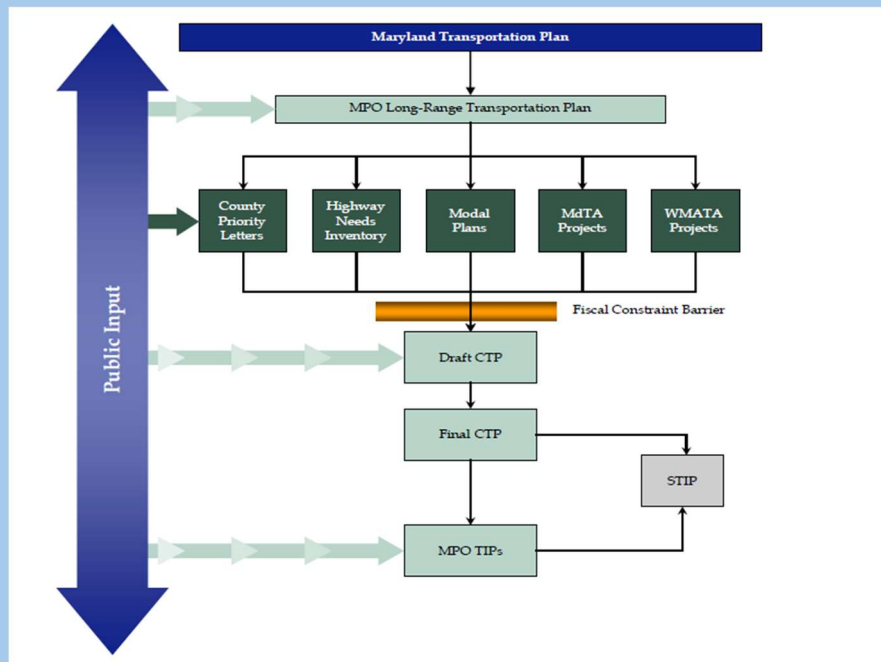 Maryland Transportation Plan
MPO Long-Range Transportation Plan
County
Priority
Letters
Highway
Needs
Inventory
Modal
Plans
MdTA
Projects
WMATA
Projects
Fiscal Constraint Barrier
Public Input
Draft CTP
Final CTP
STIP
MPO TIPs